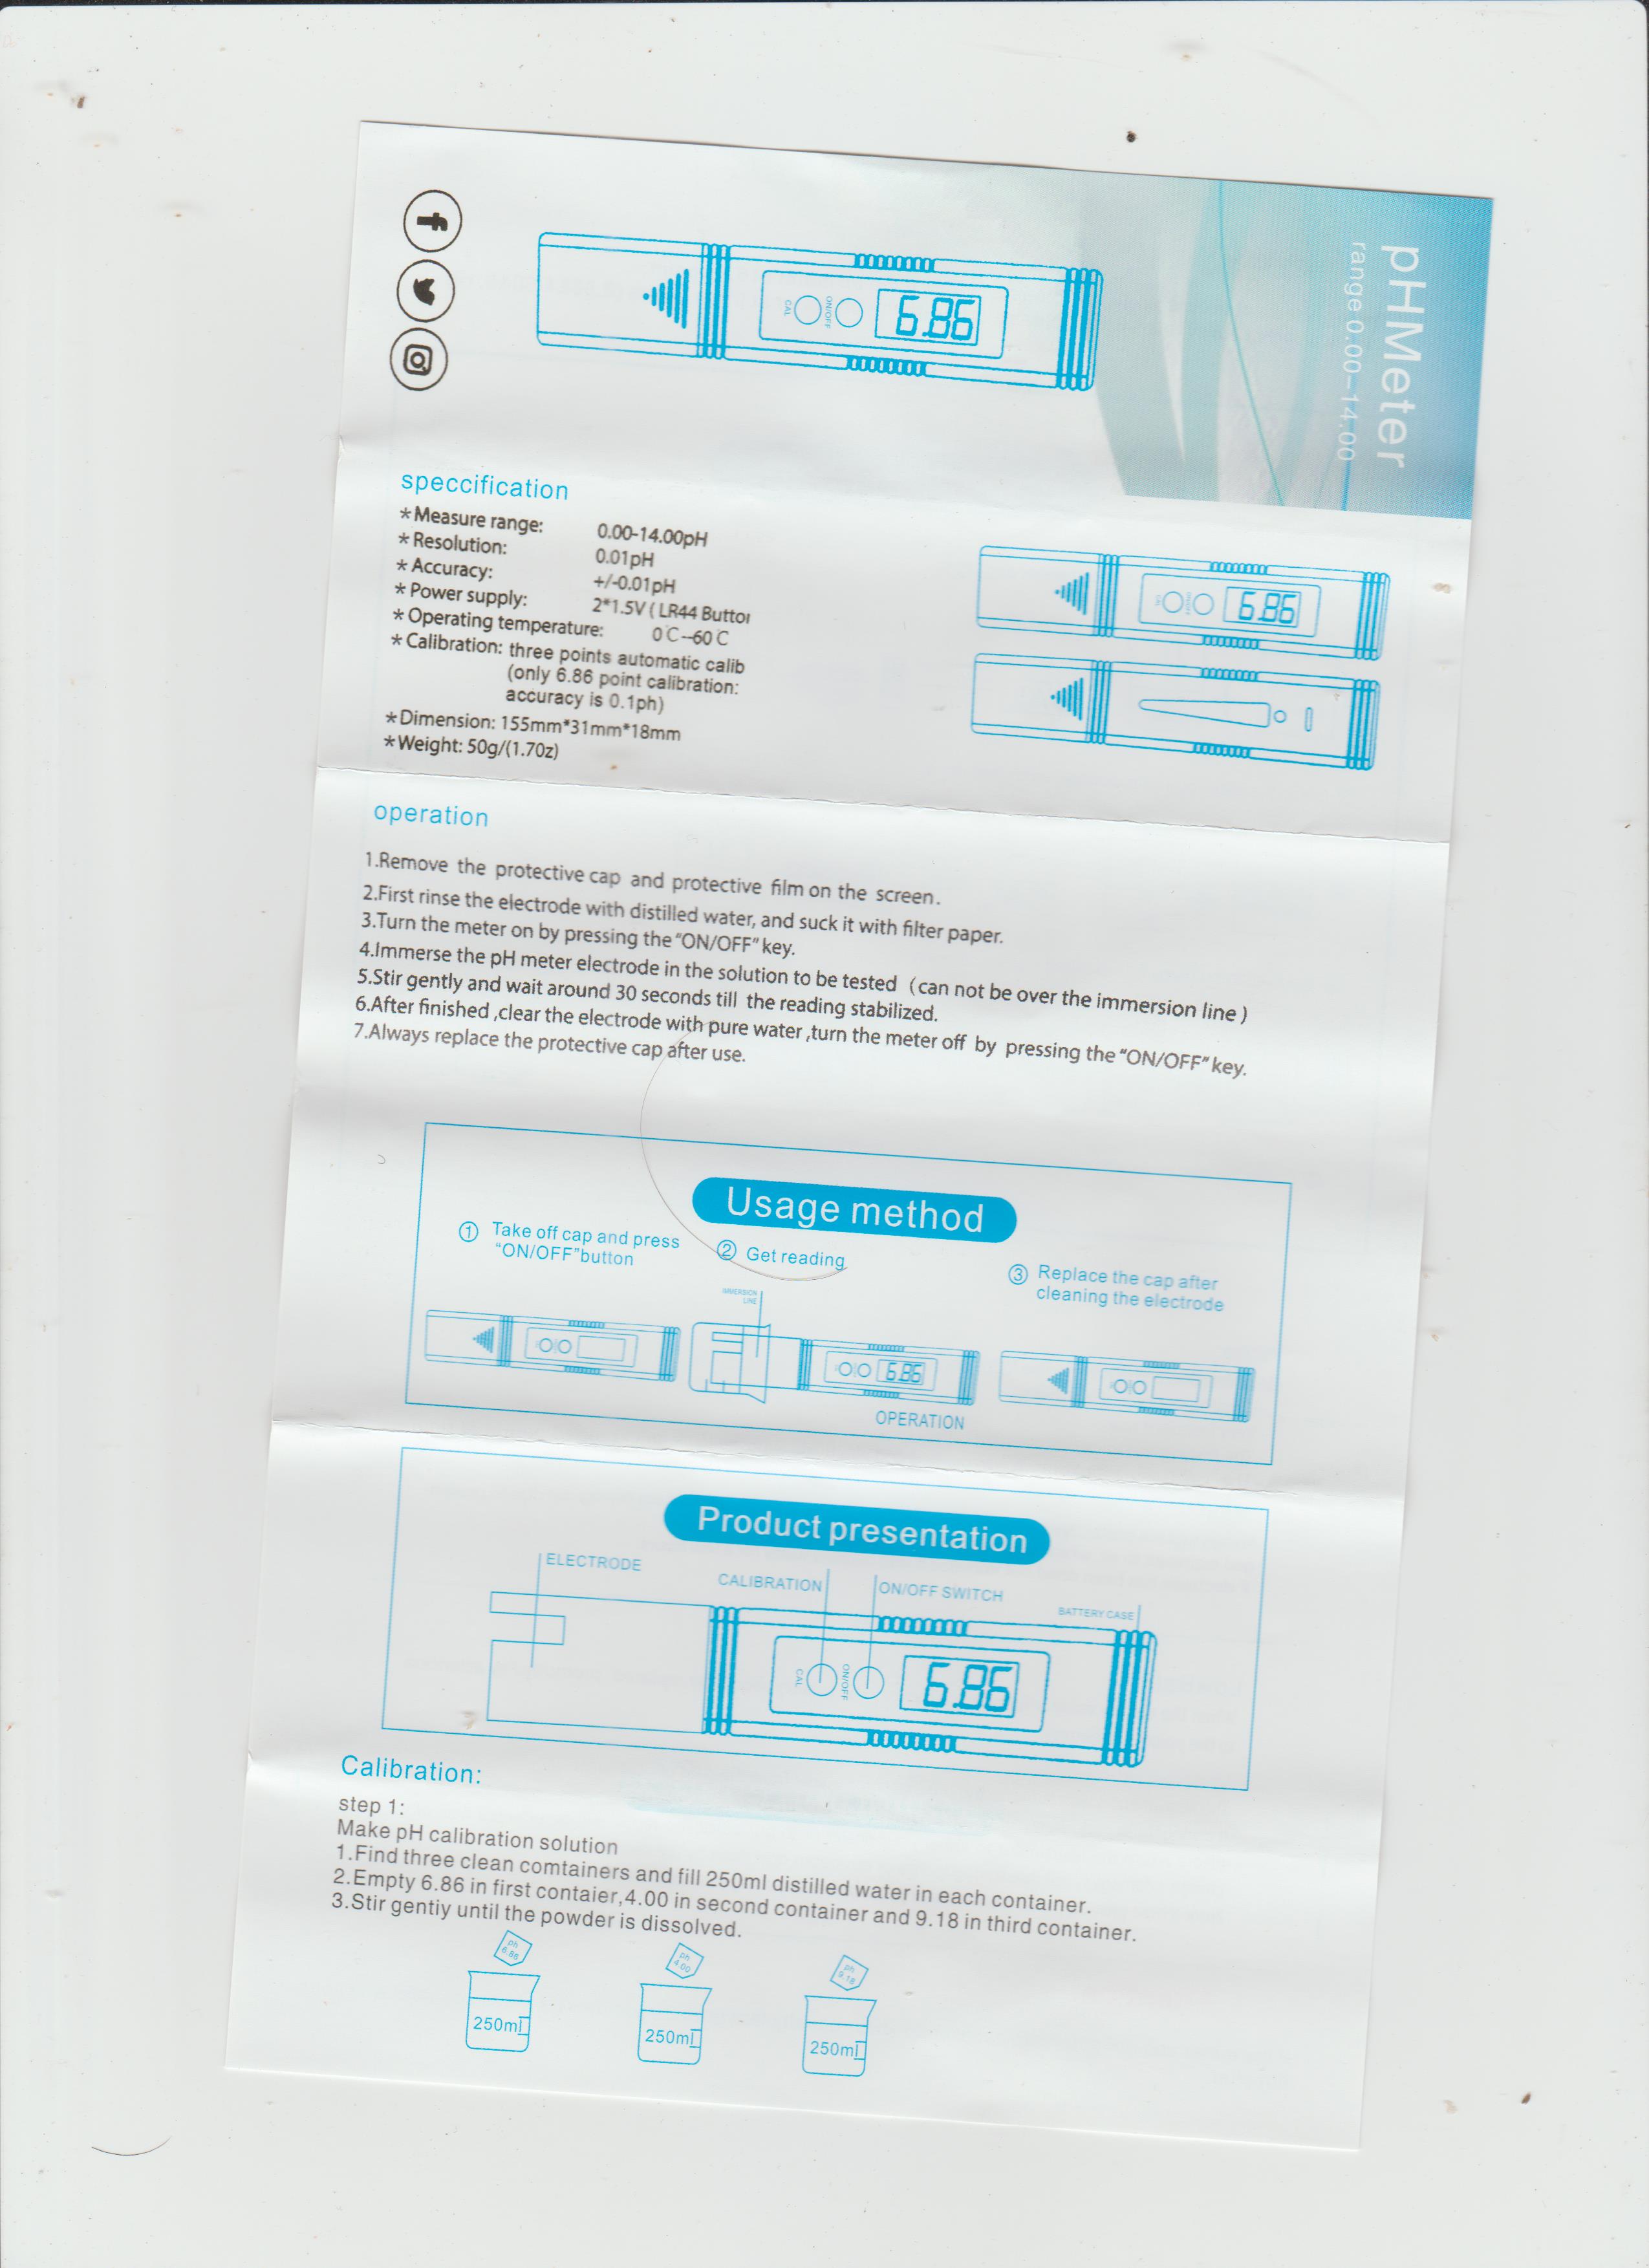 pHMeter
range 0.00-14.00
CAL
ON/OFF
6.86
speccification
*Measure range: 0.00-14.00pH
*Resolution: 0.01pH
*Accuracy: +/-0.01pH
*Power supply: 2*1.5V ( LR44 Buttor
*Operating temperature: 0℃--60℃
*Calibration: three points automatic calib
(only 6.86 point calibration:
accuracy is 0.1ph)
*Dimension: 155mm*31mm*18mm
*Weight: 50g/(1.70z)
6.86
operation
1.Remove the protective cap and protective film on the screen.
2.First rinse the electrode with distilled water, and suck it with filter paper.
3.Turn the meter on by pressing the "ON/OFF" key.
4.Immerse the pH meter electrode in the solution to be tested (can not be over the immersion line)
5.Stir gently and wait around 30 seconds till the reading stabilized.
6.After finished ,clear the electrode with pure water ,turn the meter off by pressing the "ON/OFF" key.
7.Always replace the protective cap after use.
Usage method
① Take off cap and press
"ON/OFF"button
② Get reading
③ Replace the cap after
cleaning the electrode
IMMERSION
LINE
6.86
OPERATION
Product presentation
ELECTRODE
CALIBRATION
ON/OFF SWITCH
BATTERY CASE
CAL
ON/OFF
6.86
Calibration:
step 1:
Make pH calibration solution
1.Find three clean comtainers and fill 250ml distilled water in each container.
2.Empty 6.86 in first contaier,4.00 in second container and 9.18 in third container.
3.Stir gentiy until the powder is dissolved.
ph
6.86
ph
4.00
ph
9.18
250ml
250ml
250ml